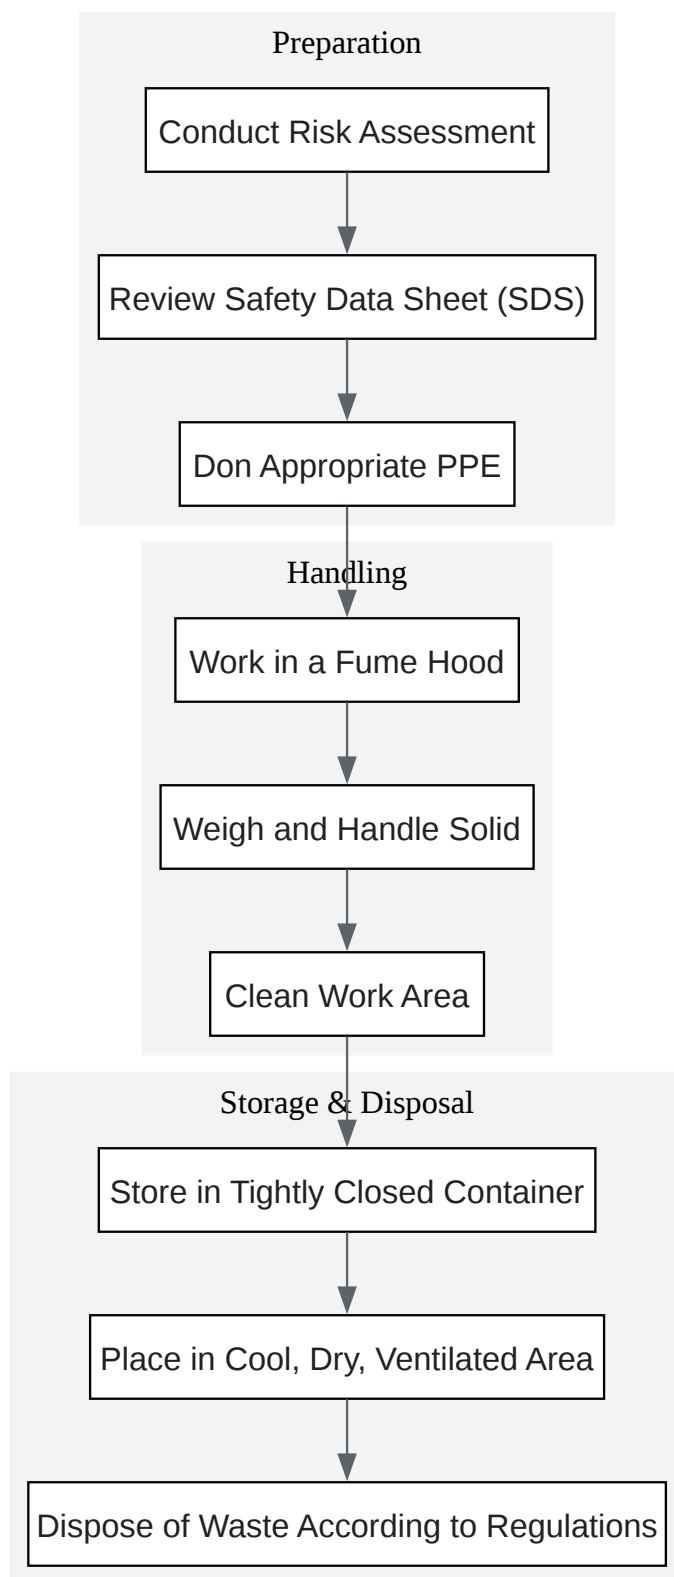 Preparation
Conduct Risk Assessment
Review Safety Data Sheet (SDS)
Don Appropriate PPE
Handling
Work in a Fume Hood
Weigh and Handle Solid
Clean Work Area
Storage & Disposal
Store in Tightly Closed Container
Place in Cool, Dry, Ventilated Area
Dispose of Waste According to Regulations